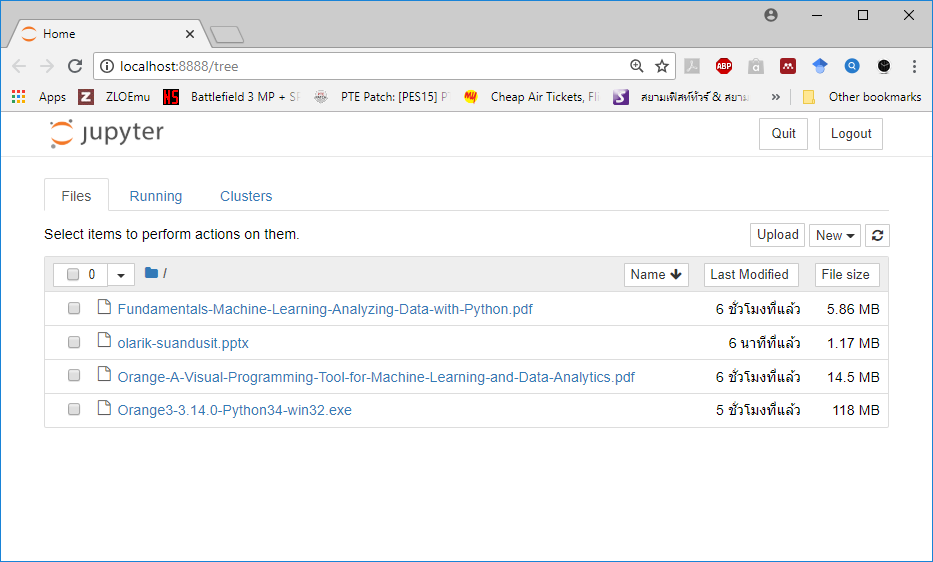 Home
localhost:8888/tree
ABP
Apps ZLOEmu Battlefield 3 MP + SP PTE Patch: [PES15] PT Cheap Air Tickets, Fli สยามเฟิสท์ทัวร์ & สยาม » Other bookmarks
jupyter Quit Logout
Files Running Clusters
Select items to perform actions on them. Upload New
0 / Name Last Modified File size
Fundamentals-Machine-Learning-Analyzing-Data-with-Python.pdf 6 ชั่วโมงที่แล้ว 5.86 MB
olarik-suandusit.pptx 6 นาทีที่แล้ว 1.17 MB
Orange-A-Visual-Programming-Tool-for-Machine-Learning-and-Data-Analytics.pdf 6 ชั่วโมงที่แล้ว 14.5 MB
Orange3-3.14.0-Python34-win32.exe 5 ชั่วโมงที่แล้ว 118 MB